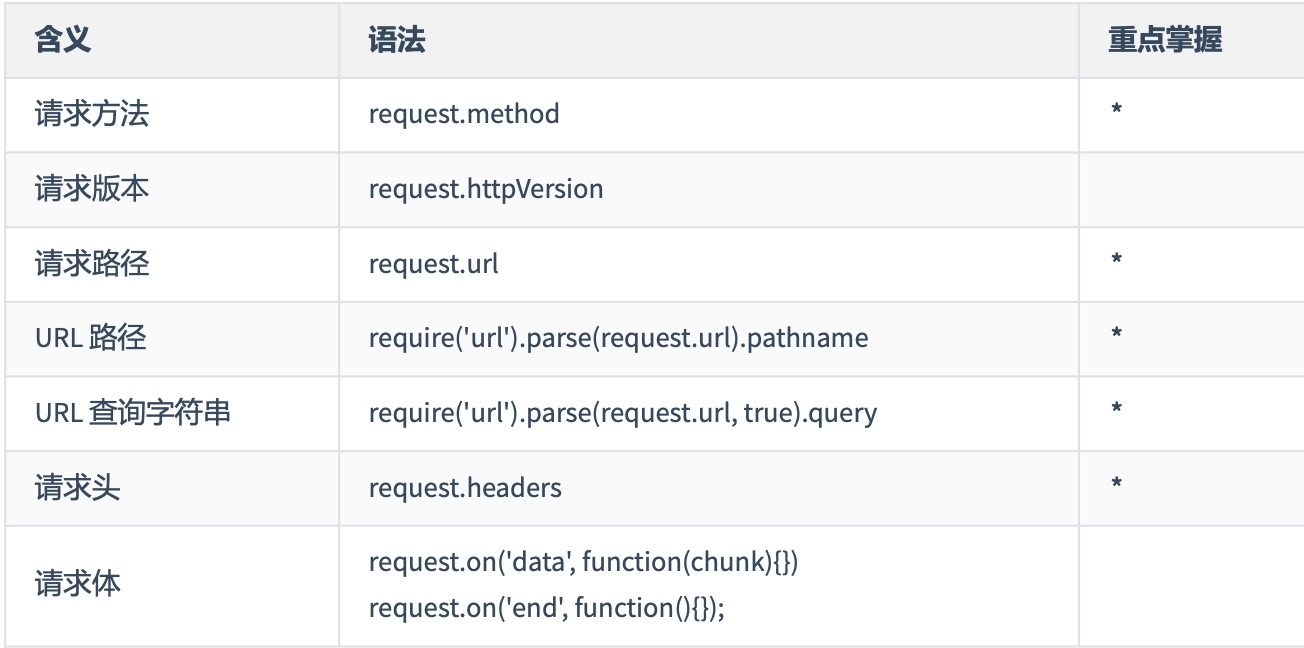 含义 语法 重点掌握
请求方法 request.method *
请求版本 request.httpVersion
请求路径 request.url *
URL 路径 require('url').parse(request.url).pathname *
URL 查询字符串 require('url').parse(request.url, true).query *
请求头 request.headers *
请求体 request.on('data', function(chunk){})
request.on('end', function(){});